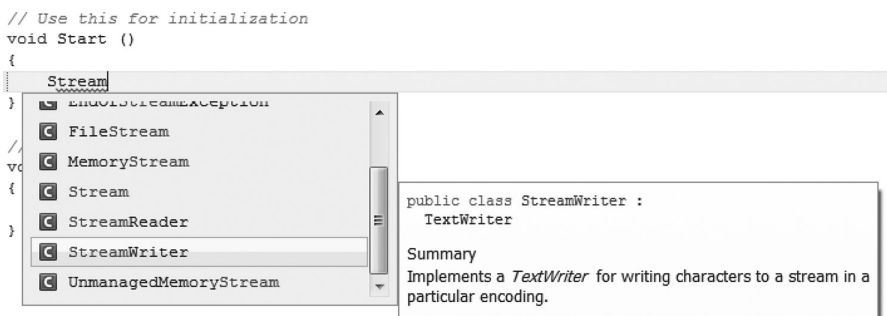 // Use this for initialization
void Start ()
{
Stream
}
EndOfStreamException
FileStream
//
MemoryStream
vo
{
Stream
StreamReader
}
StreamWriter
UnmanagedMemoryStream
public class StreamWriter :
TextWriter
Summary
Implements a TextWriter for writing characters to a stream in a
particular encoding.